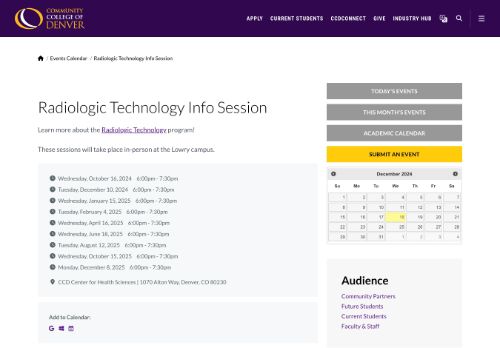 COMMUNITY
COLLEGE OF
DENVER
APPLY CURRENT STUDENTS CCDCONNECT GIVE INDUSTRY HUB
/ Events Calendar / Radiologic Technology Info Session
Radiologic Technology Info Session
Learn more about the Radiologic Technology program!
These sessions will take place in-person at the Lowry campus.
Wednesday, October 16, 2024 6:00pm - 7:30pm
Tuesday, December 10, 2024 6:00pm - 7:30pm
Wednesday, January 15, 2025 6:00pm - 7:30pm
Tuesday, February 4, 2025 6:00pm - 7:30pm
Wednesday, April 16, 2025 6:00pm - 7:30pm
Wednesday, June 18, 2025 6:00pm - 7:30pm
Tuesday, August 12, 2025 6:00pm - 7:30pm
Wednesday, October 15, 2025 6:00pm - 7:30pm
Monday, December 8, 2025 6:00pm - 7:30pm
CCD Center for Health Sciences | 1070 Alton Way, Denver, CO 80230
Add to Calendar:
TODAY'S EVENTS
THIS MONTH'S EVENTS
ACADEMIC CALENDAR
SUBMIT AN EVENT
December 2024
Su Mo Tu We Th Fr Sa
1 2 3 4 5 6 7
8 9 10 11 12 13 14
15 16 17 18 19 20 21
22 23 24 25 26 27 28
29 30 31 1 2 3 4
Audience
Community Partners
Future Students
Current Students
Faculty & Staff